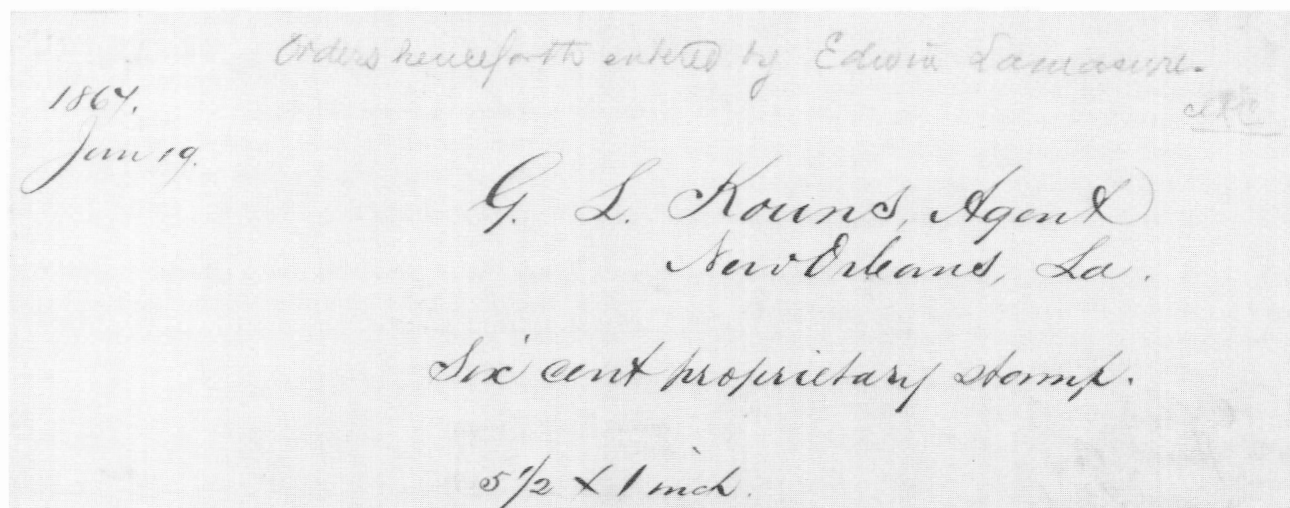 Orders henceforth entered by Edwin Lamasure.
1867.
Jun 19.
G. L. Kouns, Agent
New Orleans, La.
Six cent proprietary stamp.
5 1/2 X 1 inch.